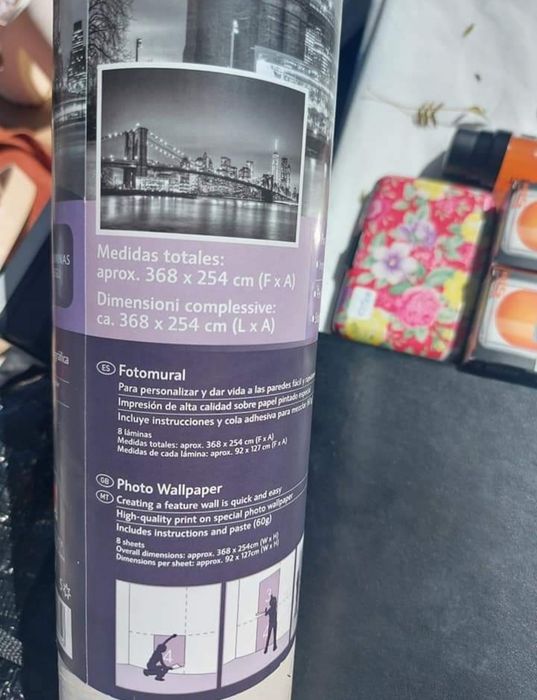 Medidas totales:
aprox. 368 x 254 cm (F x A)
Dimensioni complessive:
ca. 368 x 254 cm (L x A)
ES Fotomural
Para personalizar y dar vida a las paredes fácil y
Impresión de alta calidad sobre papel pintado
Incluye instrucciones y cola adhesiva para mezclar
8 láminas
Medidas totales: aprox. 368 x 254 cm (F x A)
Medidas de cada lámina: aprox. 92 x 127 cm (F x A)
GB MT Photo Wallpaper
Creating a feature wall is quick and easy
High-quality print on special photo wallpaper
Includes instructions and paste (60g)
8 sheets
Overall dimensions: approx. 368 x 254cm (W x H)
Dimensions per sheet: approx. 92 x 127cm (W x H)
4